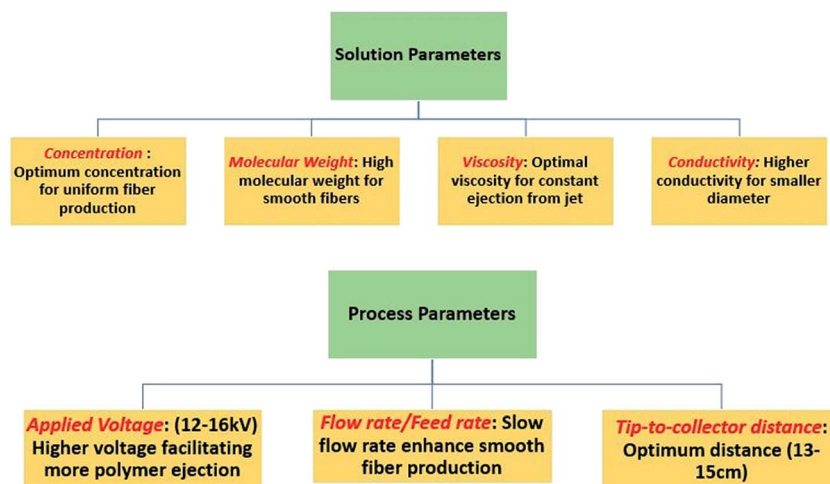 Solution Parameters
Concentration :
Optimum concentration
for uniform fiber
production
Molecular Weight: High
molecular weight for
smooth fibers
Viscosity: Optimal
viscosity for constant
ejection from jet
Conductivity: Higher
conductivity for smaller
diameter
Process Parameters
Applied Voltage: (12-16kV)
Higher voltage facilitating
more polymer ejection
Flow rate/Feed rate: Slow
flow rate enhance smooth
fiber production
Tip-to-collector distance:
Optimum distance (13-
15cm)